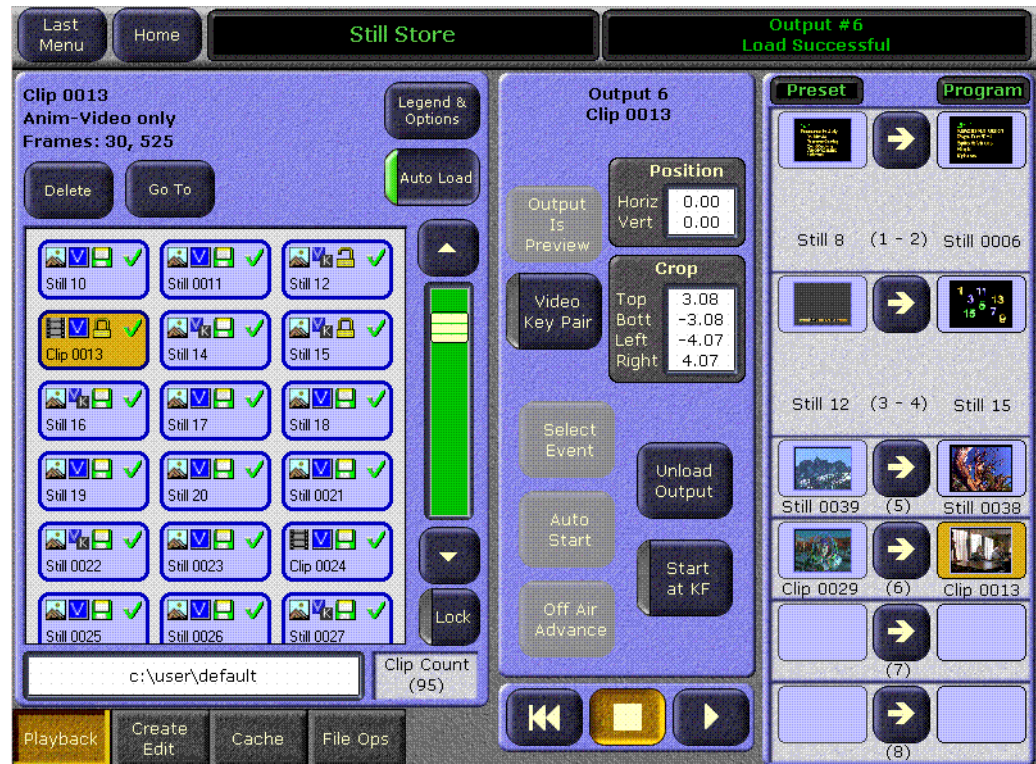 Last
Menu
Home
Still Store
Output #6
Load Successful
Clip 0013
Anim-Video only
Frames: 30, 525
Legend &
Options
Auto Load
Delete
Go To
Still 10
Still 0011
Still 12
Clip 0013
Still 14
Still 15
Still 16
Still 17
Still 18
Still 19
Still 20
Still 0021
Still 0022
Still 0023
Clip 0024
Still 0025
Still 0026
Still 0027
Lock
c:\user\default
Clip Count
(95)
Playback
Create
Edit
Cache
File Ops
Output 6
Clip 0013
Output
Is
Preview
Video
Key Pair
Position
Horiz 0.00
Vert 0.00
Crop
Top 3.08
Bott -3.08
Left -4.07
Right 4.07
Select
Event
Auto
Start
Off Air
Advance
Unload
Output
Start
at KF
Preset
Program
Still 8 (1 - 2) Still 0006
Still 12 (3 - 4) Still 15
Still 0039 (5) Still 0038
Clip 0029 (6) Clip 0013
(7)
(8)